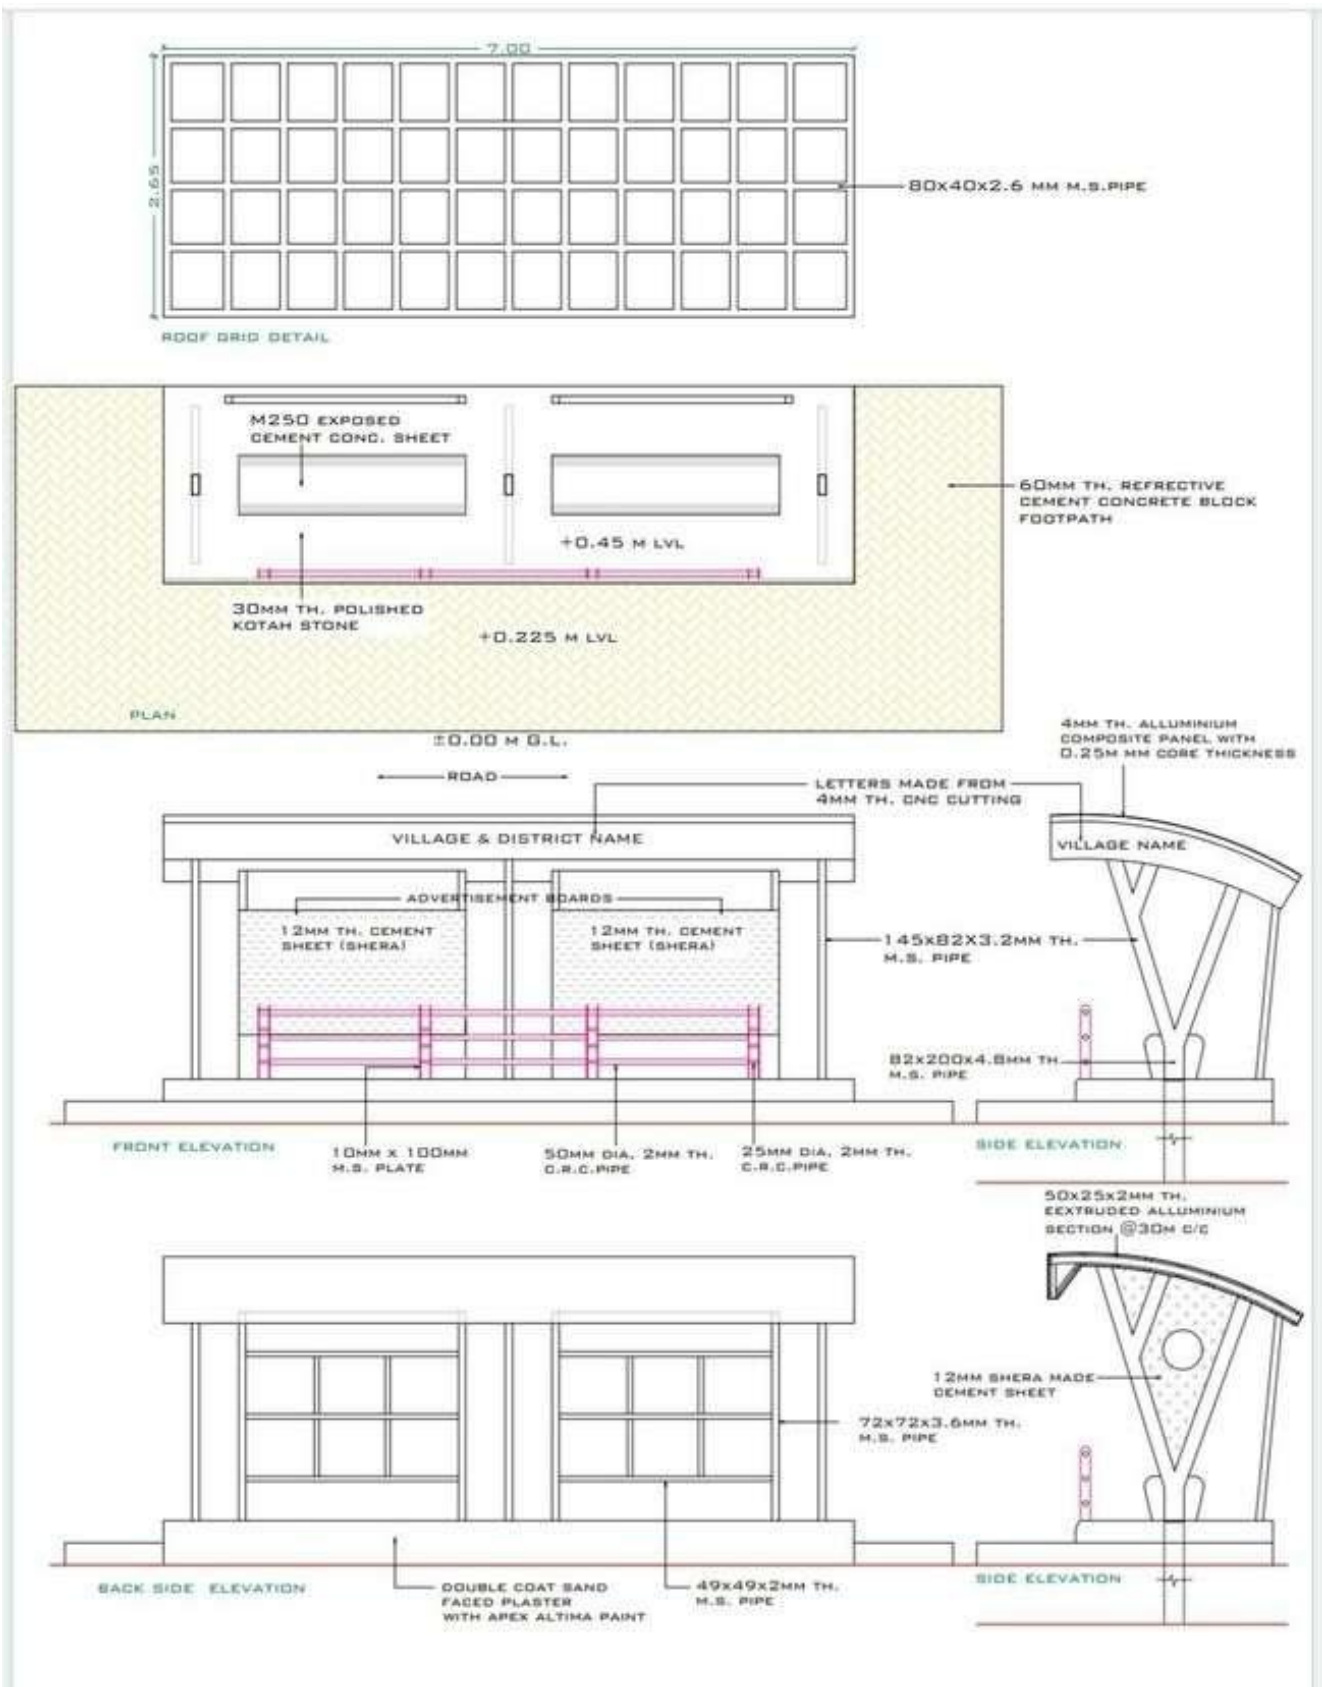 7.00
2.65
80x40x2.6 MM M.S.PIPE
ROOF GRID DETAIL
M250 EXPOSED
CEMENT CONC. SHEET
60MM TH. REFRECTIVE
CEMENT CONCRETE BLOCK
FOOTPATH
+0.45 M LVL
30MM TH. POLISHED
KOTAH STONE
+0.225 M LVL
PLAN
±0.00 M G.L.
ROAD
4MM TH. ALLUMINIUM
COMPOSITE PANEL WITH
0.25M MM CORE THICKNESS
LETTERS MADE FROM
4MM TH. CNC CUTTING
VILLAGE & DISTRICT NAME
VILLAGE NAME
ADVERTISEMENT BOARDS
12MM TH. CEMENT
SHEET (SHERA)
12MM TH. CEMENT
SHEET (SHERA)
145x82X3.2MM TH.
M.S. PIPE
82x200x4.8MM TH
M.S. PIPE
FRONT ELEVATION
10MM X 100MM
M.S. PLATE
50MM DIA, 2MM TH.
C.R.C.PIPE
25MM DIA, 2MM TH.
C.R.C.PIPE
SIDE ELEVATION
50x25x2MM TH.
EEXTRUDED ALLUMINIUM
SECTION @30M C/C
12MM SHERA MADE
CEMENT SHEET
72x72x3.6MM TH.
M.S. PIPE
BACK SIDE ELEVATION
DOUBLE COAT SAND
FACED PLASTER
WITH APEX ALTIMA PAINT
49x49x2MM TH.
M.S. PIPE
SIDE ELEVATION